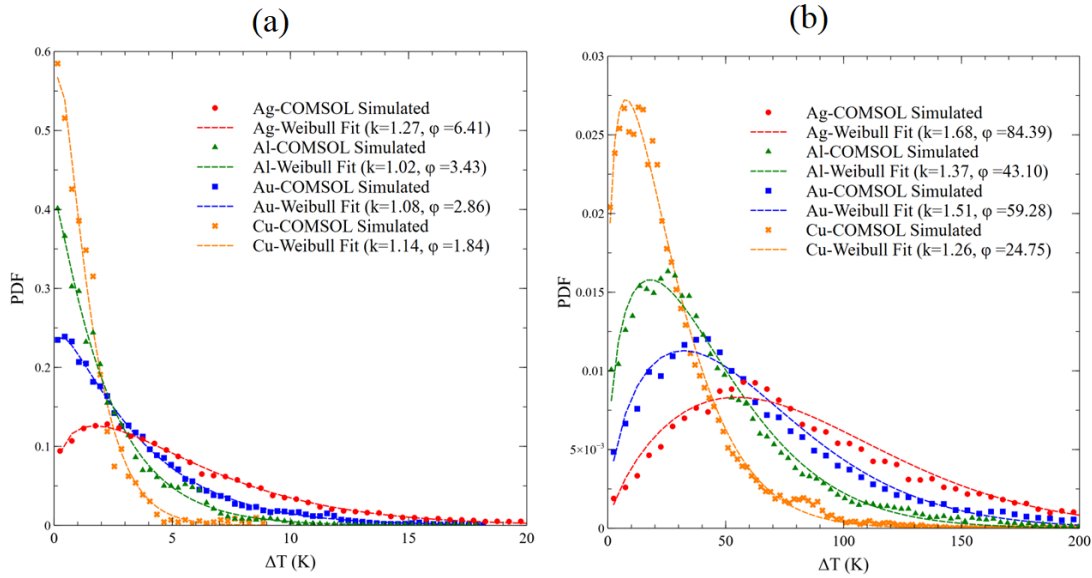 (a)
0.6
0.5
0.4
0.3
0.2
0.1
0
PDF
Ag-COMSOL Simulated
Ag-Weibull Fit (k=1.27, φ=6.41)
Al-COMSOL Simulated
Al-Weibull Fit (k=1.02, φ=3.43)
Au-COMSOL Simulated
Au-Weibull Fit (k=1.08, φ=2.86)
Cu-COMSOL Simulated
Cu-Weibull Fit (k=1.14, φ=1.84)
0 5 10 15 20
ΔT (K)
(b)
0.03
0.025
0.02
0.015
0.01
5×10⁻³
0
PDF
Ag-COMSOL Simulated
Ag-Weibull Fit (k=1.68, φ=84.39)
Al-COMSOL Simulated
Al-Weibull Fit (k=1.37, φ=43.10)
Au-COMSOL Simulated
Au-Weibull Fit (k=1.51, φ=59.28)
Cu-COMSOL Simulated
Cu-Weibull Fit (k=1.26, φ=24.75)
0 50 100 150 200
ΔT (K)